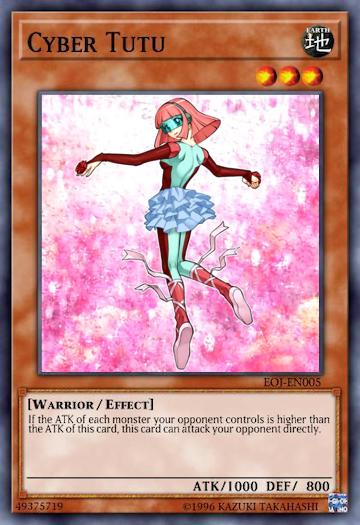 CYBER TUTU
EARTH
地
EOJ-EN005
[WARRIOR / EFFECT]
If the ATK of each monster your opponent controls is higher than
the ATK of this card, this card can attack your opponent directly.
ATK/1000 DEF/ 800
49375719
©1996 KAZUKI TAKAHASHI